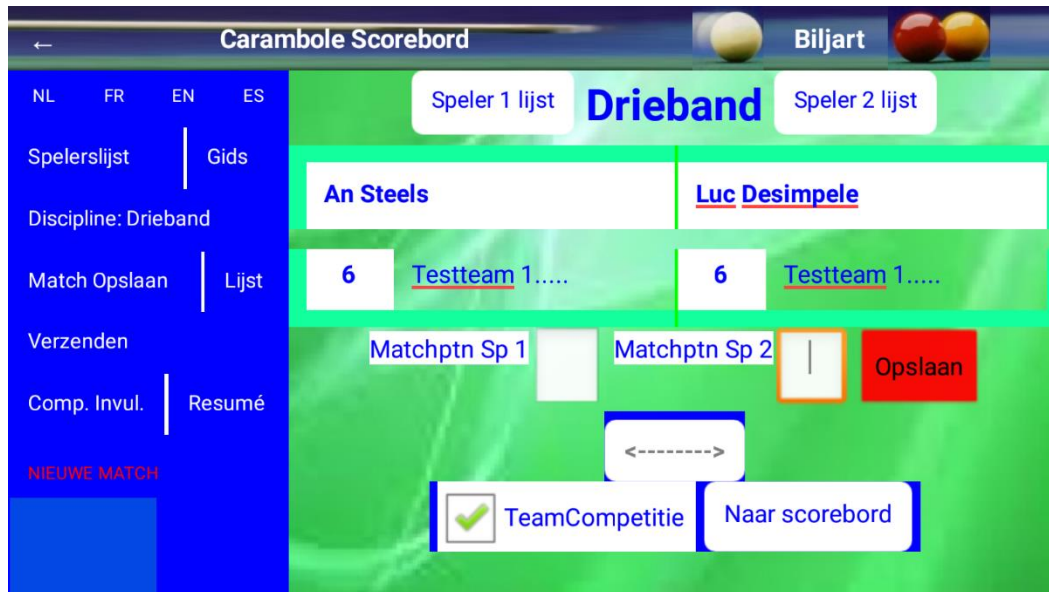 ← Carambole Scorebord Biljart
NL FR EN ES
Spelerslijst Gids
Discipline: Drieband
Match Opslaan Lijst
Verzenden
Comp. Invul. Resumé
NIEUWE MATCH
Speler 1 lijst Drieband Speler 2 lijst
An Steels Luc Desimpele
6 Testteam 1..... 6 Testteam 1.....
Matchptn Sp 1 Matchptn Sp 2 Opslaan
<-------->
TeamCompetitie Naar scorebord